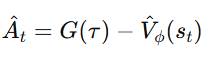 Â_t = G(τ) − V̂_ϕ(s_t)